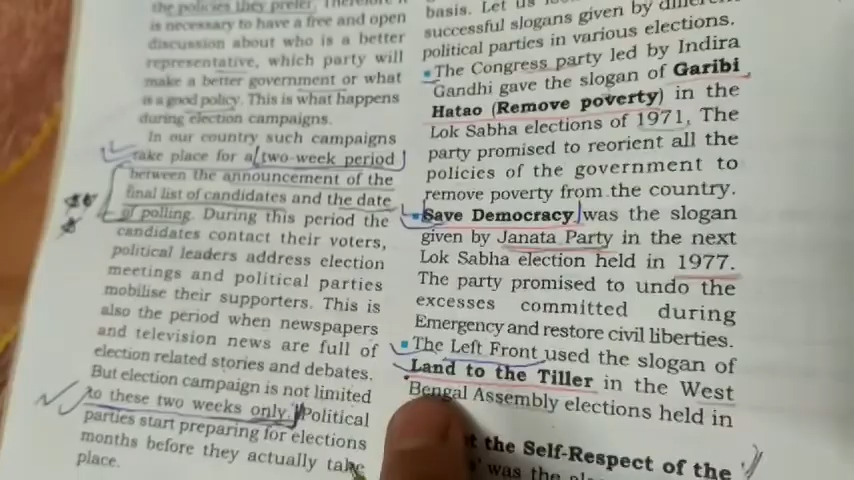 the policies they prefer. Therefore it
is necessary to have a free and open
discussion about who is a better
representative, which party will
make a better government or what
is a good policy. This is what happens
during election campaigns.
In our country such campaigns
take place for a two-week period
between the announcement of the
final list of candidates and the date
of polling. During this period the
candidates contact their voters,
political leaders address election
meetings and political parties
mobilise their supporters. This is
also the period when newspapers
and television news are full of
election related stories and debates.
But election campaign is not limited
to these two weeks only. Political
parties start preparing for elections
months before they actually take
place.
basis. Let us
successful slogans given by different
political parties in various elections.
The Congress party led by Indira
Gandhi gave the slogan of Garibi
Hatao (Remove poverty) in the
Lok Sabha elections of 1971. The
party promised to reorient all the
policies of the government to
remove poverty from the country.
Save Democracy was the slogan
given by Janata Party in the next
Lok Sabha election held in 1977.
The party promised to undo the
excesses committed during
Emergency and restore civil liberties.
The Left Front used the slogan of
Land to the Tiller in the West
Bengal Assembly elections held in
the Self-Respect of the
was the